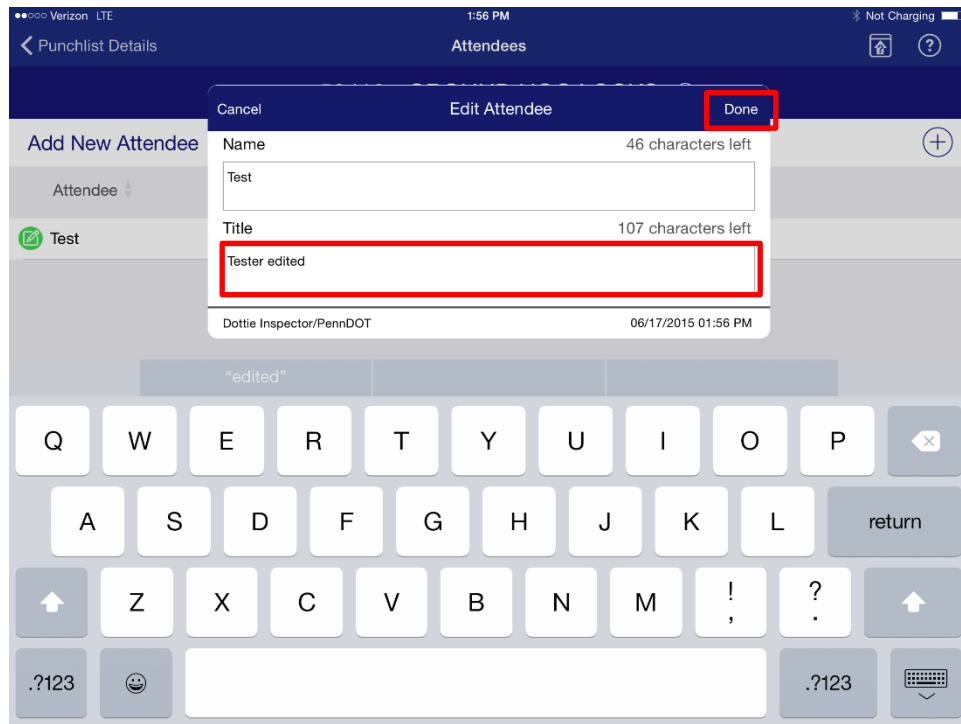 Verizon LTE 1:56 PM Not Charging
Punchlist Details Attendees ?
Cancel Edit Attendee Done
Add New Attendee
Name 46 characters left
Test
Attendee
Title 107 characters left
Test
Tester edited
Dottie Inspector/PennDOT 06/17/2015 01:56 PM
“edited”
Q W E R T Y U I O P
A S D F G H J K L return
Z X C V B N M ! , ? .
.?123 .?123